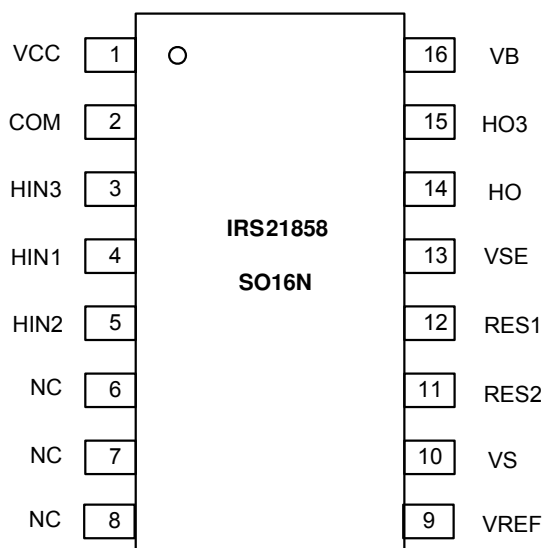 VCC 1 16 VB
COM 2 15 HO3
HIN3 3 14 HO
IRS21858
HIN1 4 13 VSE
SO16N
HIN2 5 12 RES1
NC 6 11 RES2
NC 7 10 VS
NC 8 9 VREF